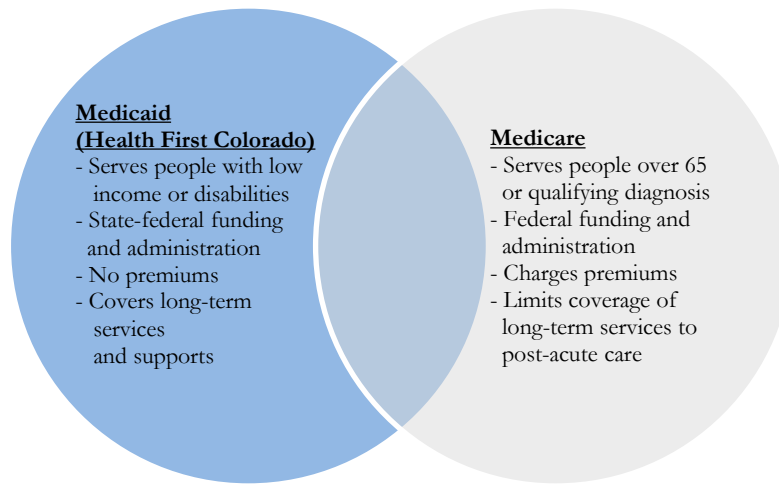 Medicaid
(Health First Colorado)
- Serves people with low
income or disabilities
- State-federal funding
and administration
- No premiums
- Covers long-term
services
and supports
Medicare
- Serves people over 65
or qualifying diagnosis
- Federal funding and
administration
- Charges premiums
- Limits coverage of
long-term services to
post-acute care